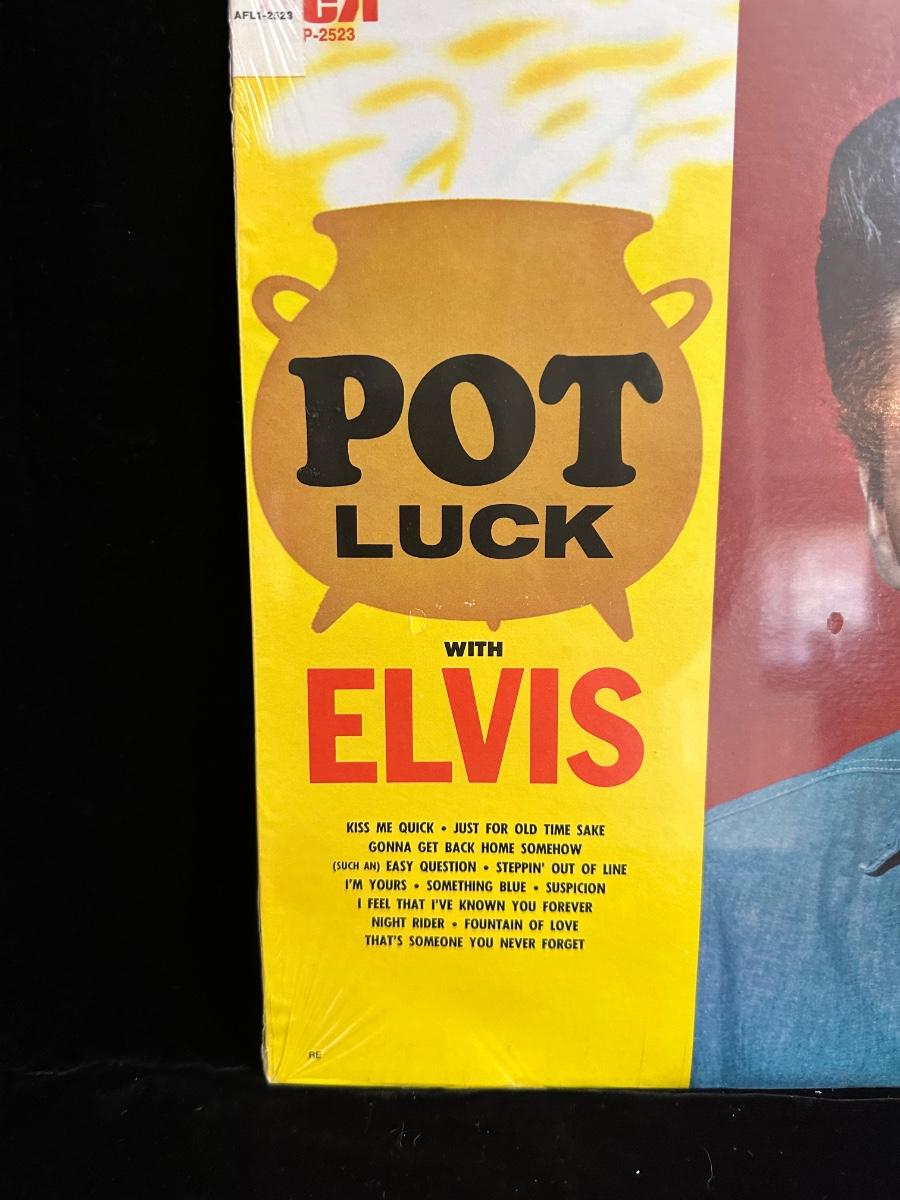 AFL1-2523
P-2523
POT
LUCK
WITH
ELVIS
KISS ME QUICK • JUST FOR OLD TIME SAKE
GONNA GET BACK HOME SOMEHOW
(SUCH AN) EASY QUESTION • STEPPIN' OUT OF LINE
I'M YOURS • SOMETHING BLUE • SUSPICION
I FEEL THAT I'VE KNOWN YOU FOREVER
NIGHT RIDER • FOUNTAIN OF LOVE
THAT'S SOMEONE YOU NEVER FORGET
RE